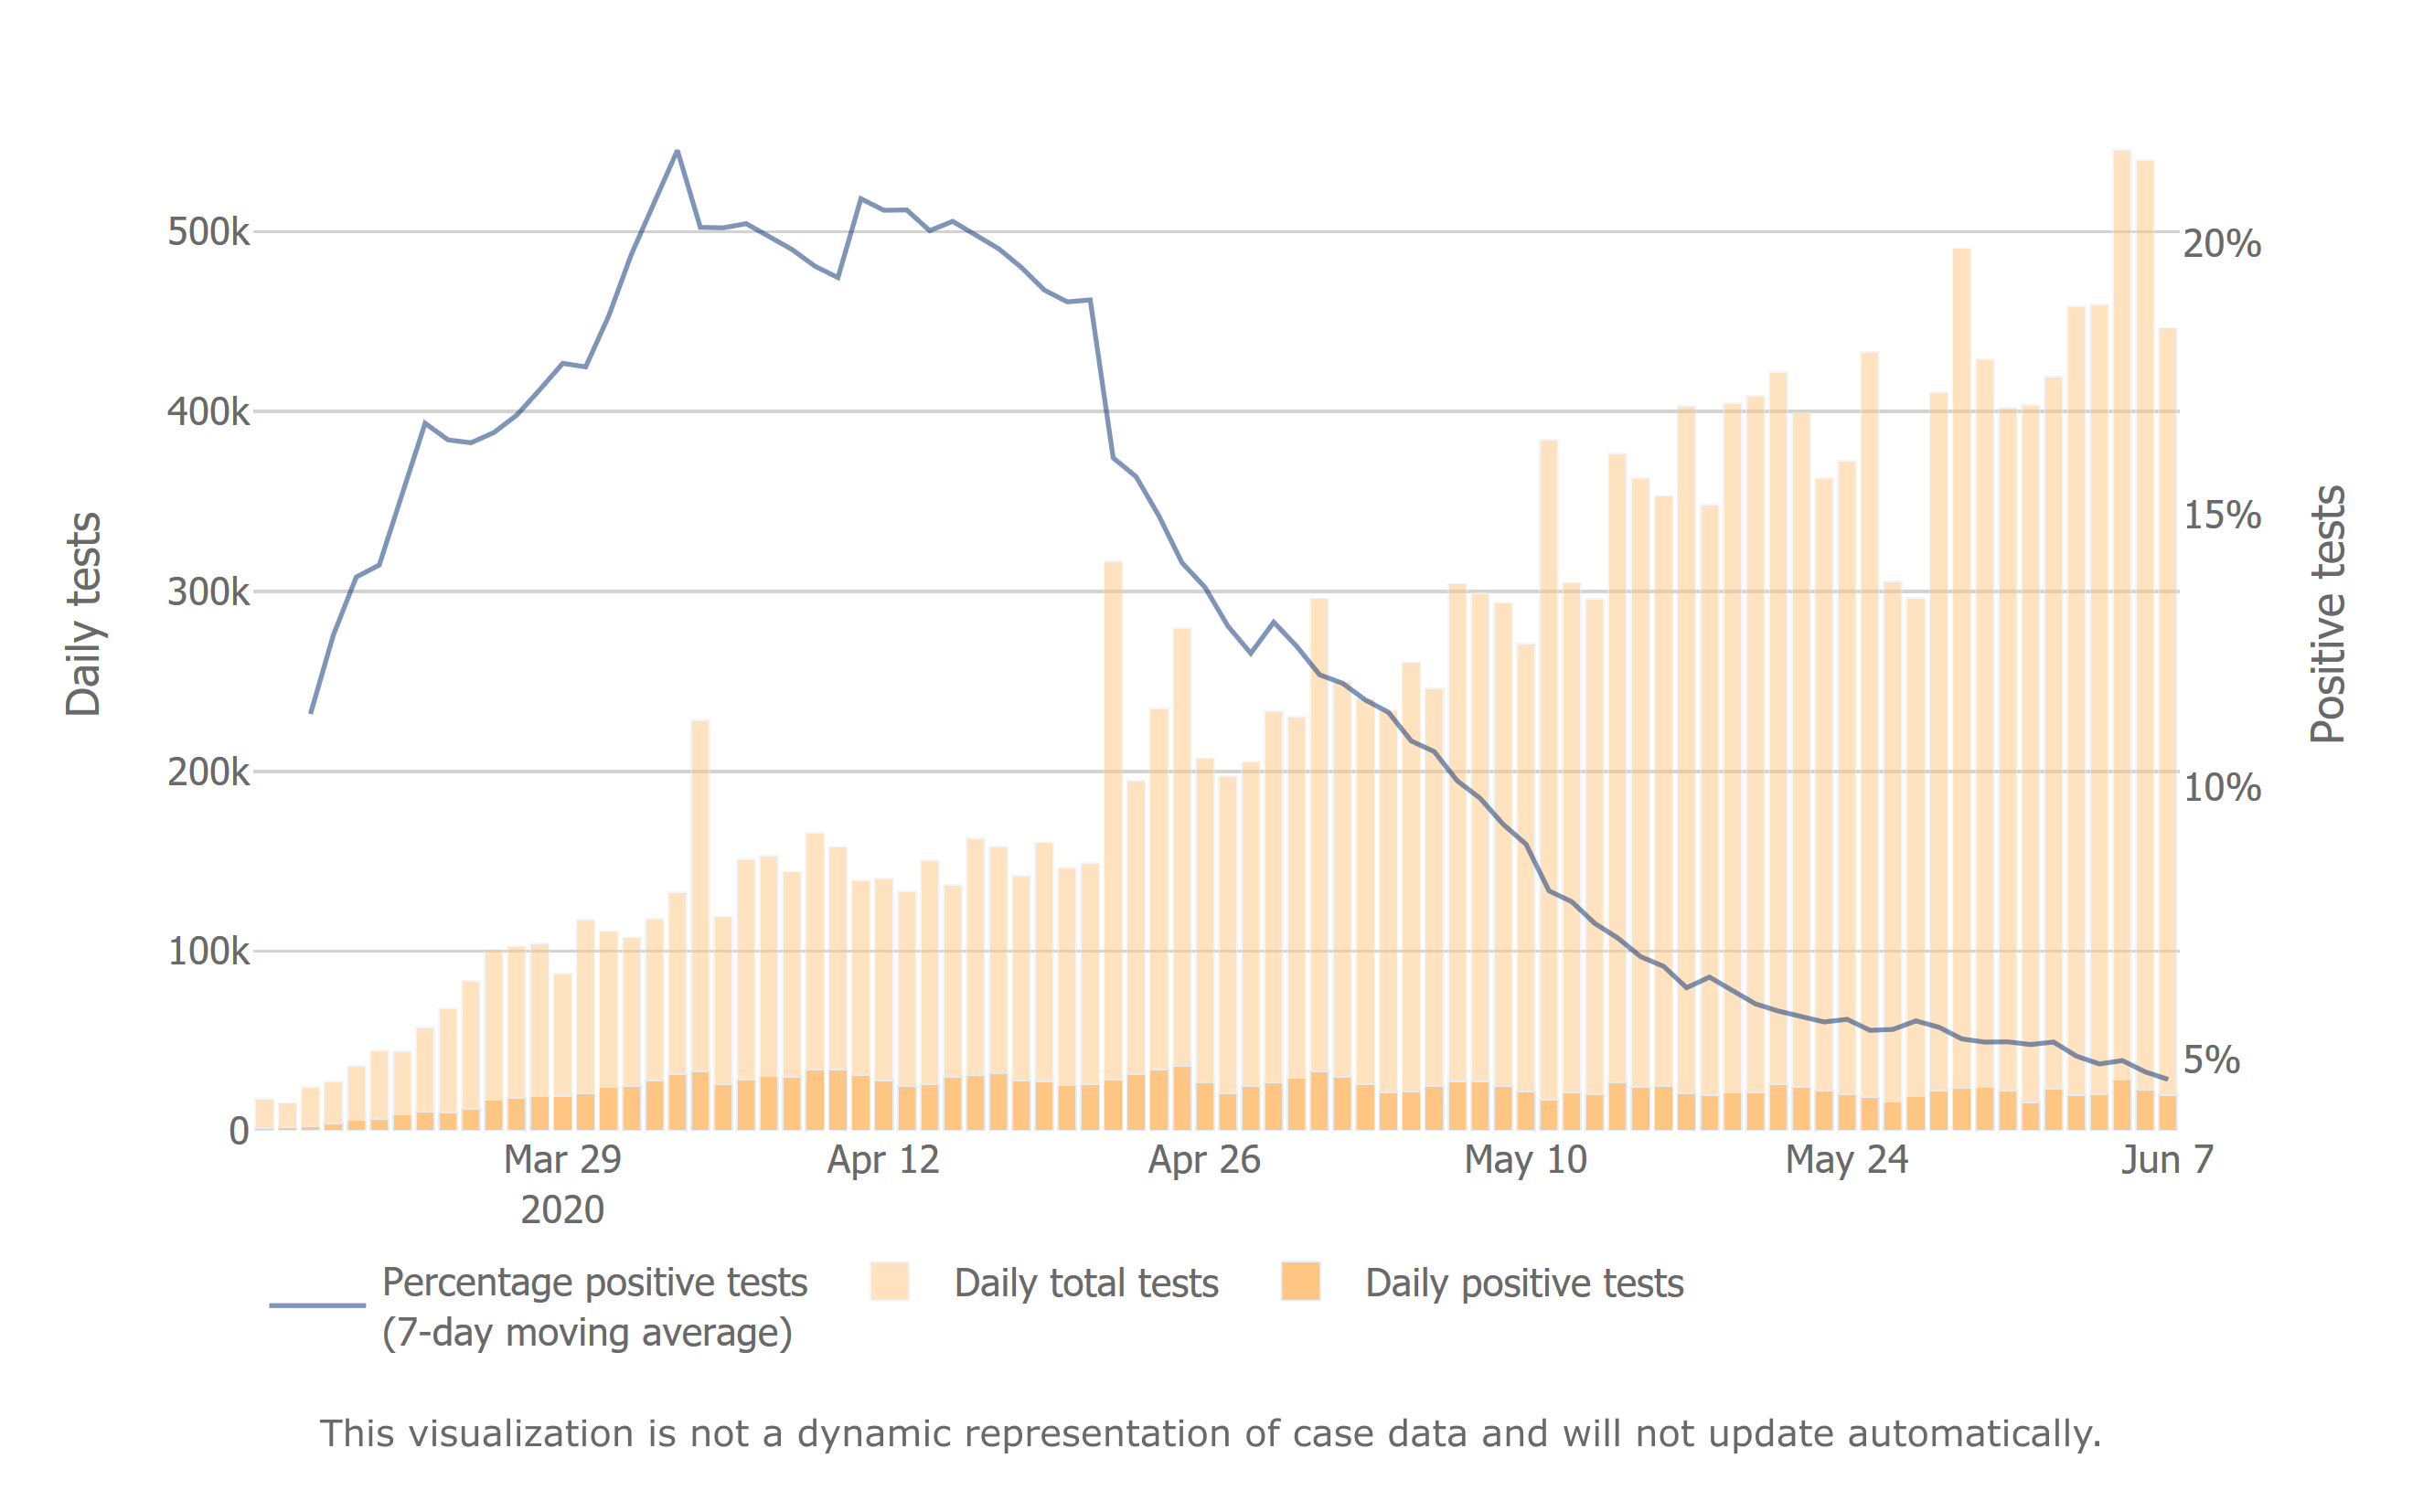 Daily tests
500k
400k
300k
200k
100k
0
20%
15%
10%
5%
Positive tests
Mar 29
2020
Apr 12
Apr 26
May 10
May 24
Jun 7
Percentage positive tests
(7-day moving average)
Daily total tests
Daily positive tests
This visualization is not a dynamic representation of case data and will not update automatically.